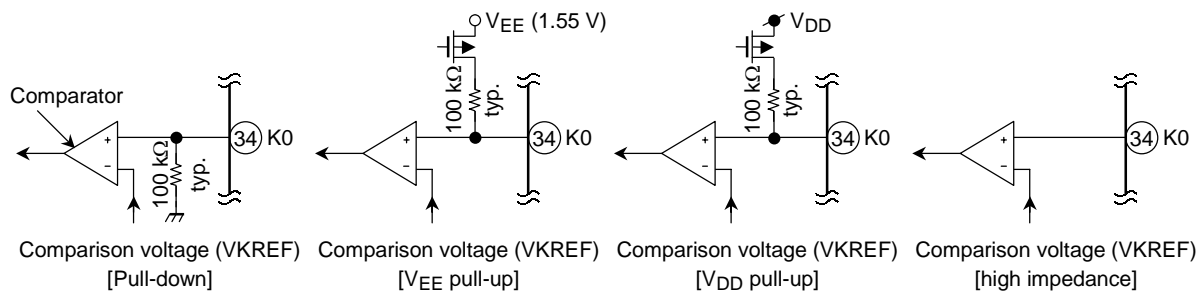 Comparator
+
−
100 kΩ
typ.
34 K0
Comparison voltage (VKREF)
[Pull-down]
VEE (1.55 V)
100 kΩ
typ.
+
−
34 K0
Comparison voltage (VKREF)
[VEE pull-up]
VDD
100 kΩ
typ.
+
−
34 K0
Comparison voltage (VKREF)
[VDD pull-up]
+
−
34 K0
Comparison voltage (VKREF)
[high impedance]